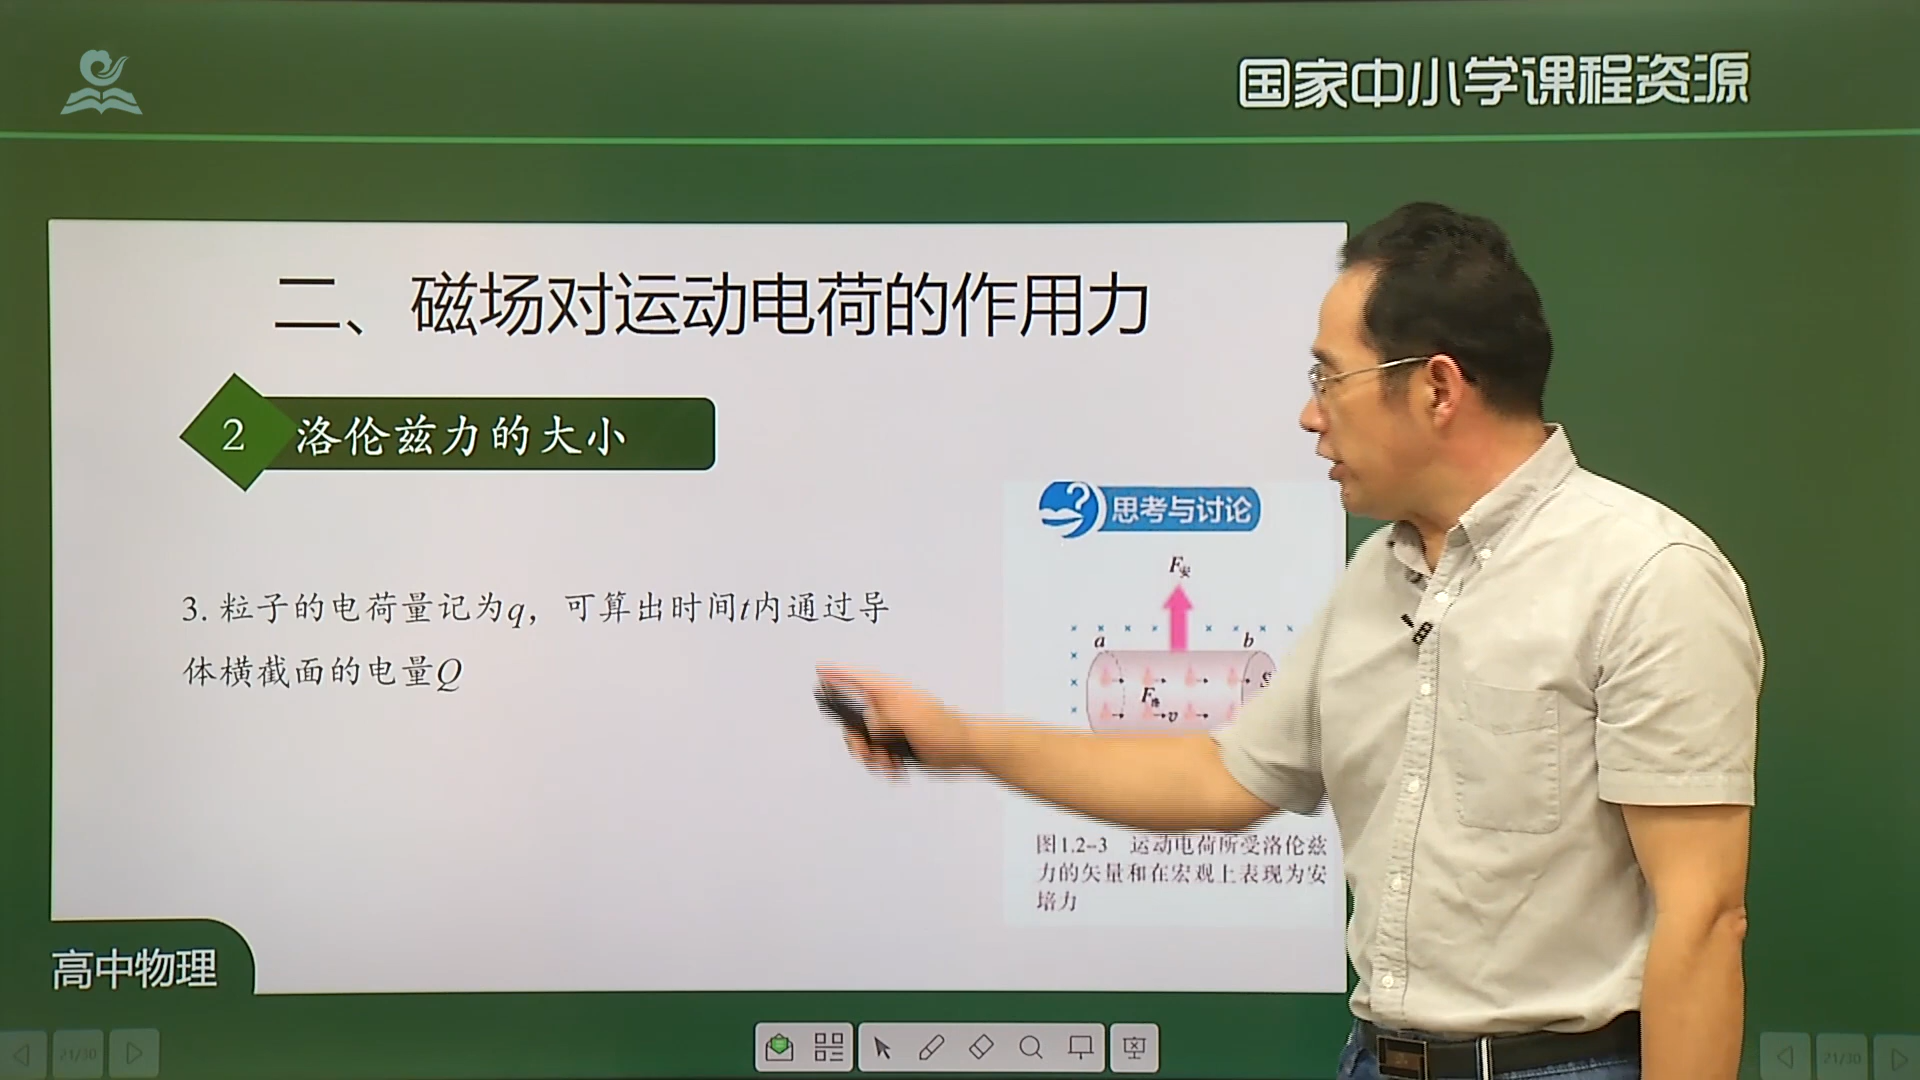 国家中小学课程资源
二、磁场对运动电荷的作用力
2 洛伦兹力的大小
3. 粒子的电荷量记为q，可算出时间t内通过导
体横截面的电量Q
思考与讨论
F安
a
b
S
F洛
v
图1.2-3 运动电荷所受洛伦兹
力的矢量和在宏观上表现为安
培力
高中物理
21/30
21/30